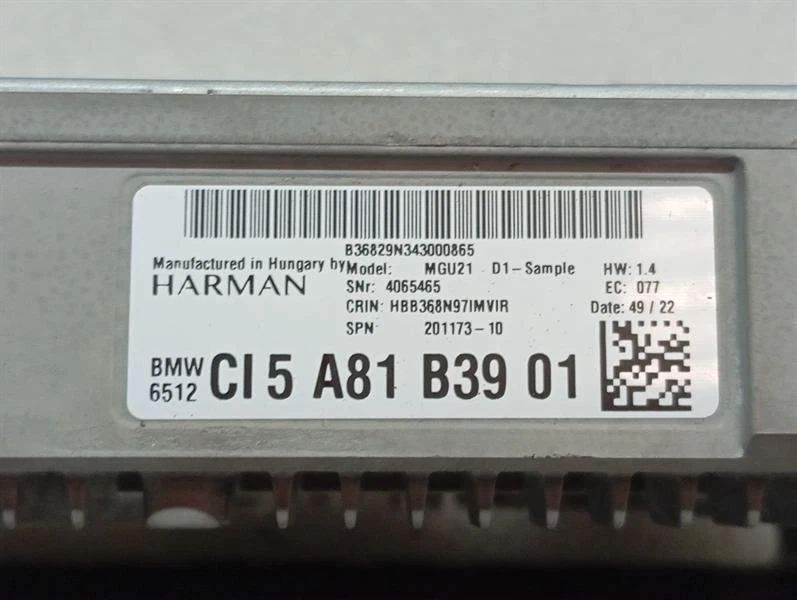 B36829N343000865
Manufactured in Hungary by
HARMAN
Model: MGU21 D1-Sample
SNr: 4065465
CRIN: HBB368N97IMVIR
SPN 201173-10
HW: 1.4
EC: 077
Date: 49 / 22
BMW
6512
CI 5 A81 B39 01